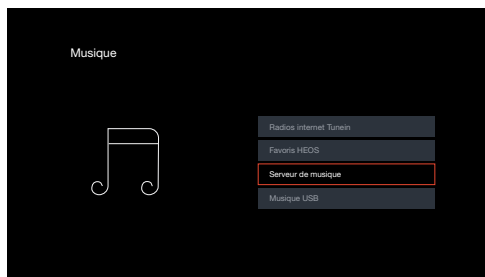 Musique
Radios internet Tunein
Favoris HEOS
Serveur de musique
Musique USB